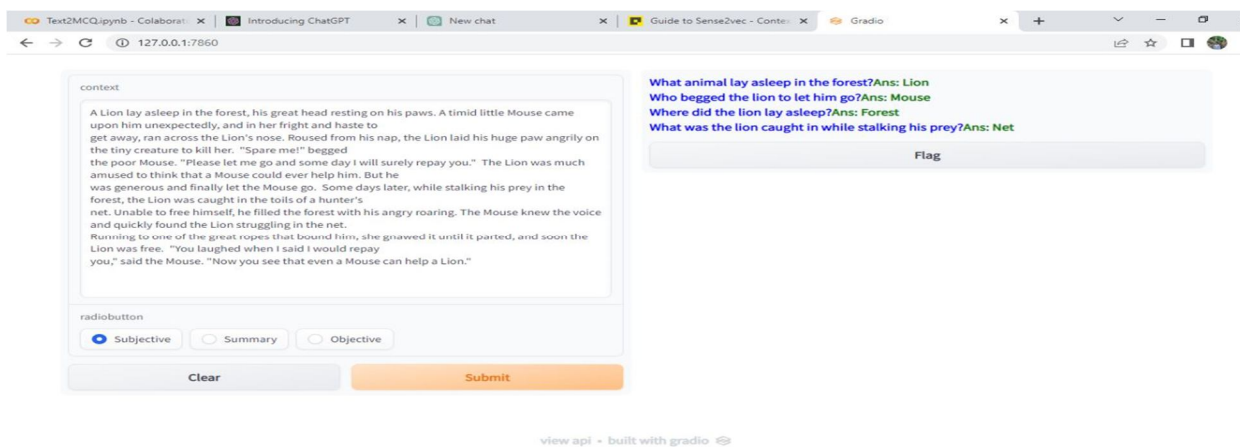 Text2MCQ.ipynb - Colaborat
Introducing ChatGPT
New chat
Guide to Sense2vec - Conte
Gradio
127.0.0.1:7860
context
A Lion lay asleep in the forest, his great head resting on his paws. A timid little Mouse came
upon him unexpectedly, and in her fright and haste to
get away, ran across the Lion's nose. Roused from his nap, the Lion laid his huge paw angrily on
the tiny creature to kill her. "Spare me!" begged
the poor Mouse. "Please let me go and some day I will surely repay you." The Lion was much
amused to think that a Mouse could ever help him. But he
was generous and finally let the Mouse go. Some days later, while stalking his prey in the
forest, the Lion was caught in the toils of a hunter's
net. Unable to free himself, he filled the forest with his angry roaring. The Mouse knew the voice
and quickly found the Lion struggling in the net.
Running to one of the great ropes that bound him, she gnawed it until it parted, and soon the
Lion was free. "You laughed when I said I would repay
you," said the Mouse. "Now you see that even a Mouse can help a Lion."
radiobutton
Subjective
Summary
Objective
Clear
Submit
What animal lay asleep in the forest?Ans: Lion
Who begged the lion to let him go?Ans: Mouse
Where did the lion lay asleep?Ans: Forest
What was the lion caught in while stalking his prey?Ans: Net
Flag
view api • built with gradio